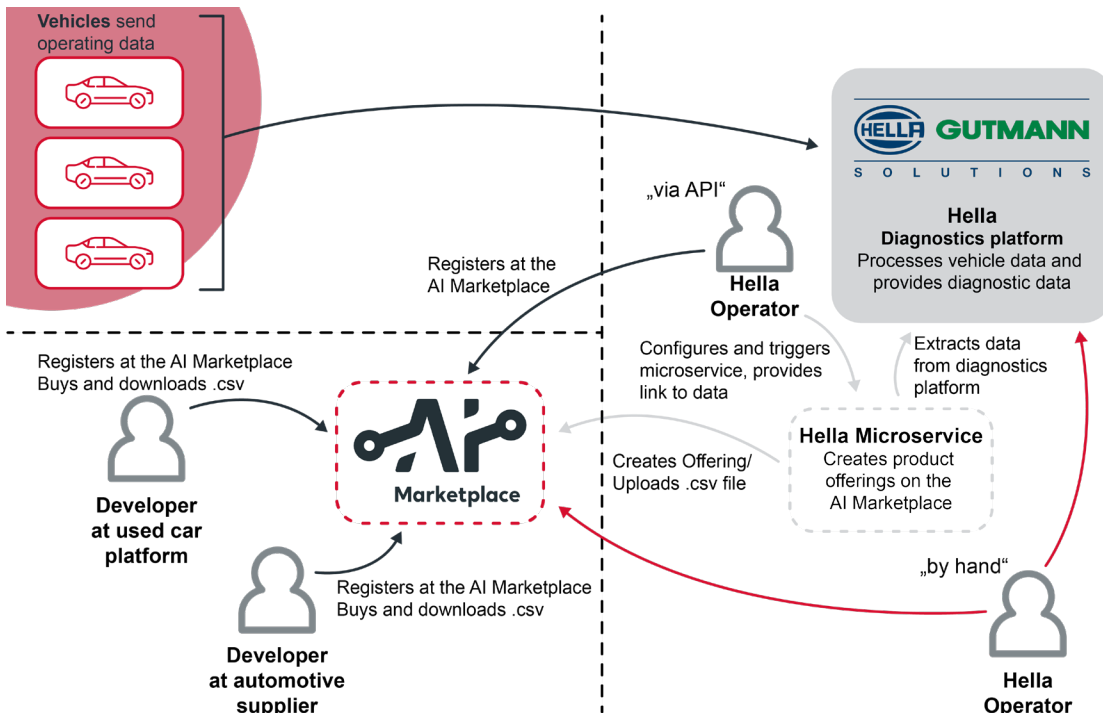 Vehicles send
operating data
HELLA GUTMANN
SOLUTIONS
Hella
Diagnostics platform
Processes vehicle data and
provides diagnostic data
„via API“
Hella
Operator
Registers at the
AI Marketplace
Configures and triggers
microservice, provides
link to data
Extracts data
from diagnostics
platform
Registers at the AI Marketplace
Buys and downloads .csv
Developer
at used car
platform
AI
Marketplace
Creates Offering/
Uploads .csv file
Hella Microservice
Creates product
offerings on the
AI Marketplace
Registers at the AI Marketplace
Buys and downloads .csv
Developer
at automotive
supplier
„by hand“
Hella
Operator